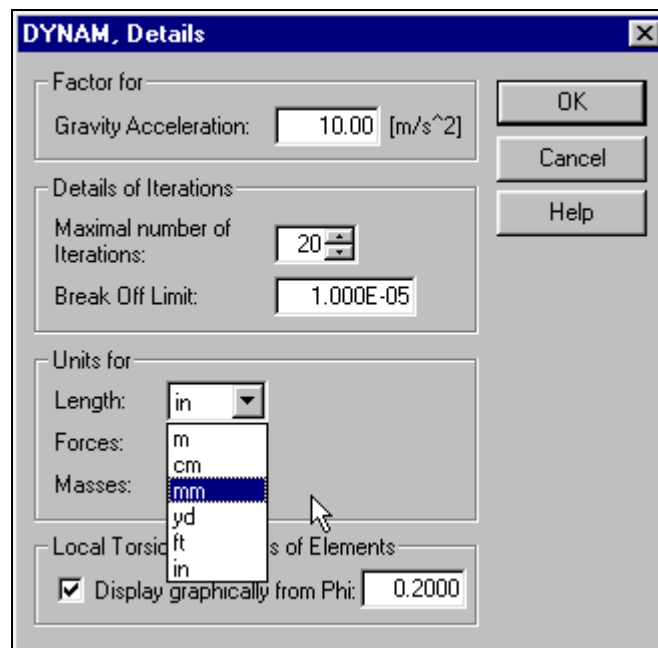 DYNAM, Details
Factor for
Gravity Acceleration: 10.00 [m/s^2]
OK
Cancel
Help
Details of Iterations
Maximal number of
Iterations: 20
Break Off Limit: 1.000E-05
Units for
Length: in
Forces:
Masses:
m
cm
mm
yd
ft
in
Local Torsi s of Elements
Display graphically from Phi: 0.2000